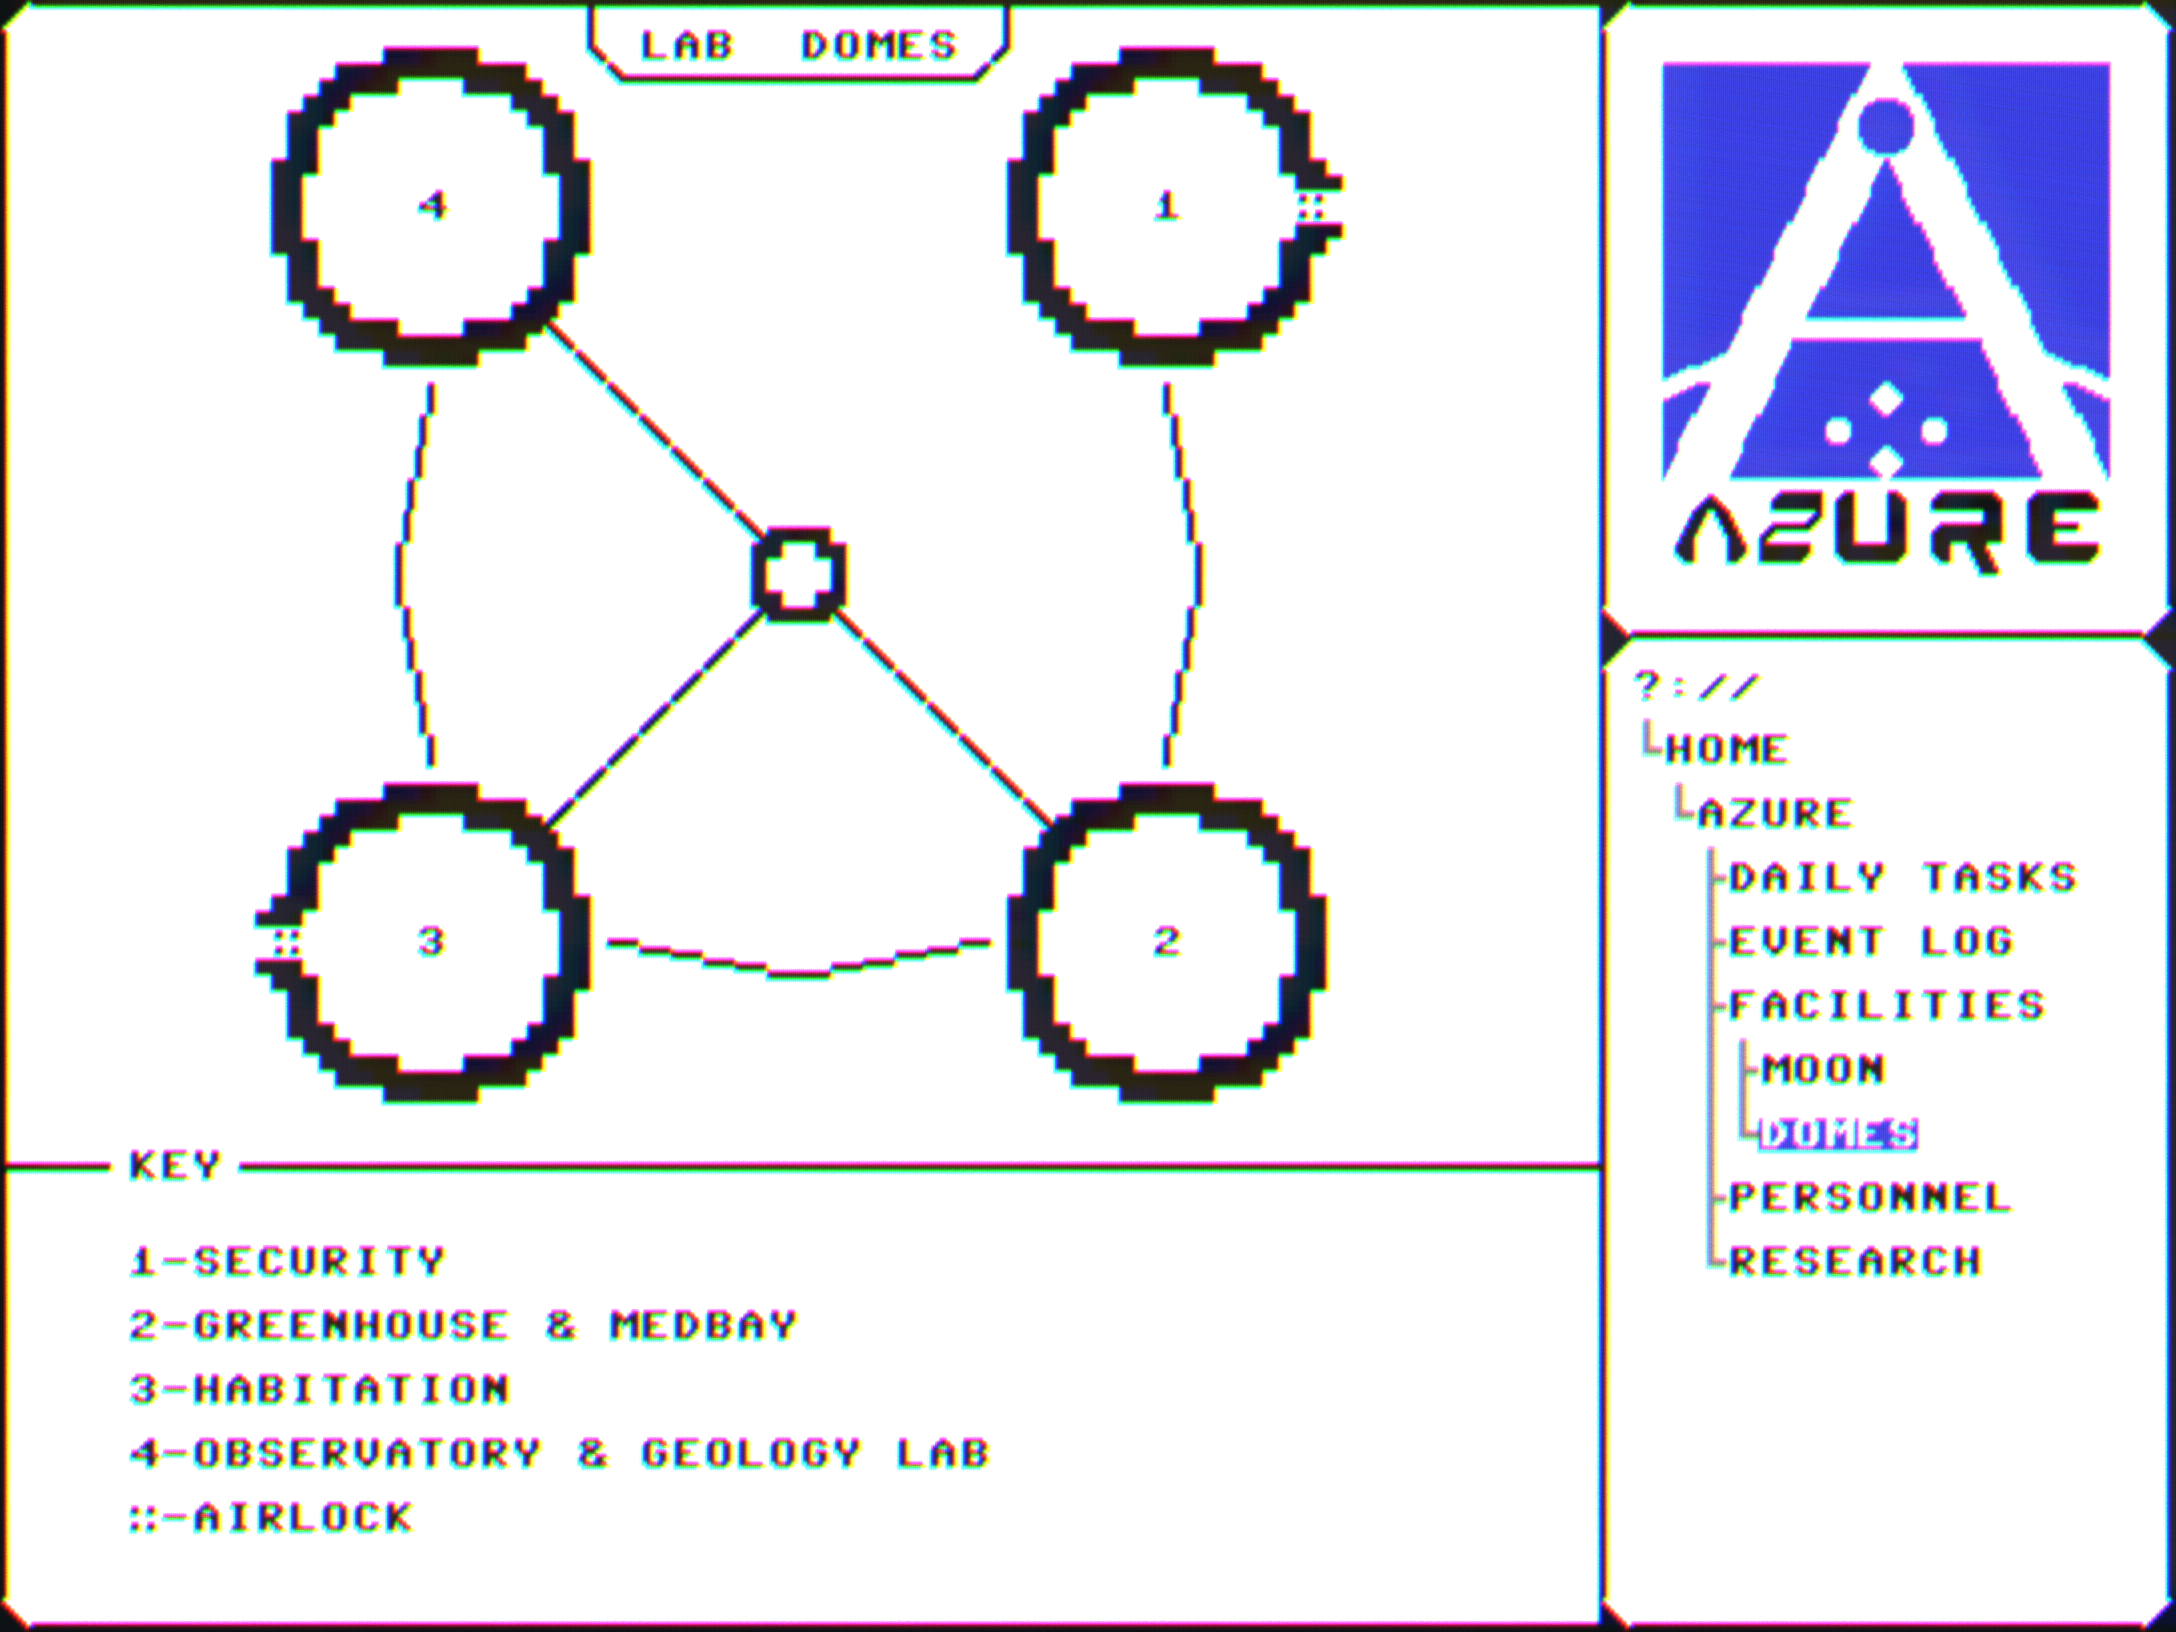 LAB DOMES
4
1
3
2
KEY
1-SECURITY
2-GREENHOUSE & MEDBAY
3-HABITATION
4-OBSERVATORY & GEOLOGY LAB
::-AIRLOCK
AZURE
?://
HOME
AZURE
DAILY TASKS
EVENT LOG
FACILITIES
MOON
DOMES
PERSONNEL
RESEARCH